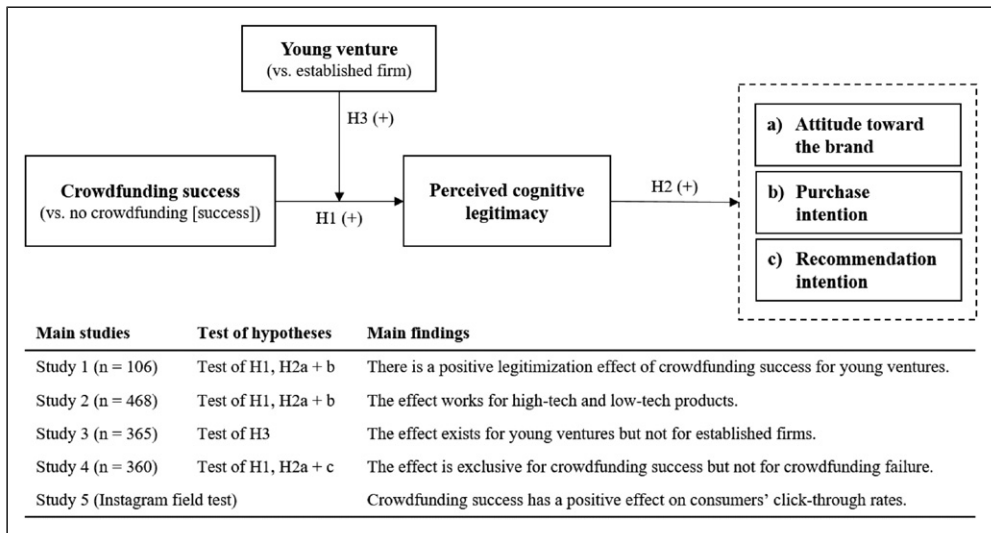 Young venture
(vs. established firm)
H3 (+)
Crowdfunding success
(vs. no crowdfunding [success])
H1 (+)
Perceived cognitive
legitimacy
H2 (+)
a) Attitude toward
the brand
b) Purchase
intention
c) Recommendation
intention
Main studies Test of hypotheses Main findings
Study 1 (n = 106) Test of H1, H2a + b There is a positive legitimization effect of crowdfunding success for young ventures.
Study 2 (n = 468) Test of H1, H2a + b The effect works for high-tech and low-tech products.
Study 3 (n = 365) Test of H3 The effect exists for young ventures but not for established firms.
Study 4 (n = 360) Test of H1, H2a + c The effect is exclusive for crowdfunding success but not for crowdfunding failure.
Study 5 (Instagram field test) Crowdfunding success has a positive effect on consumers’ click-through rates.